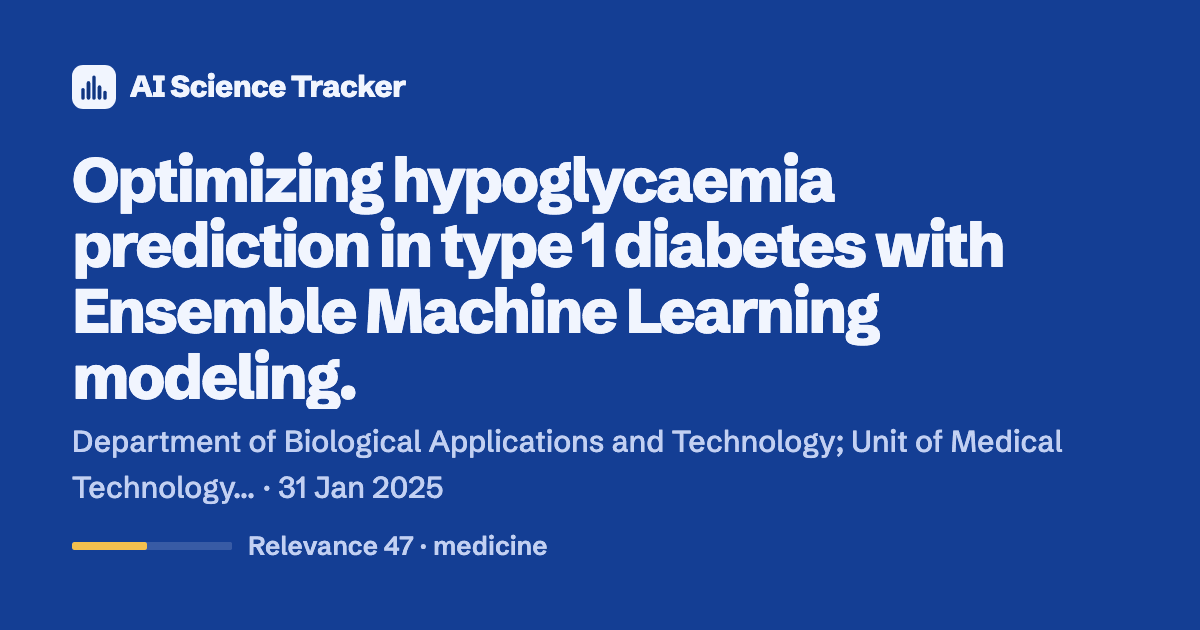 AI Science Tracker
Optimizing hypoglycaemia
prediction in type 1 diabetes with
Ensemble Machine Learning
modeling.
Department of Biological Applications and Technology; Unit of Medical
Technology... · 31 Jan 2025
Relevance 47 · medicine